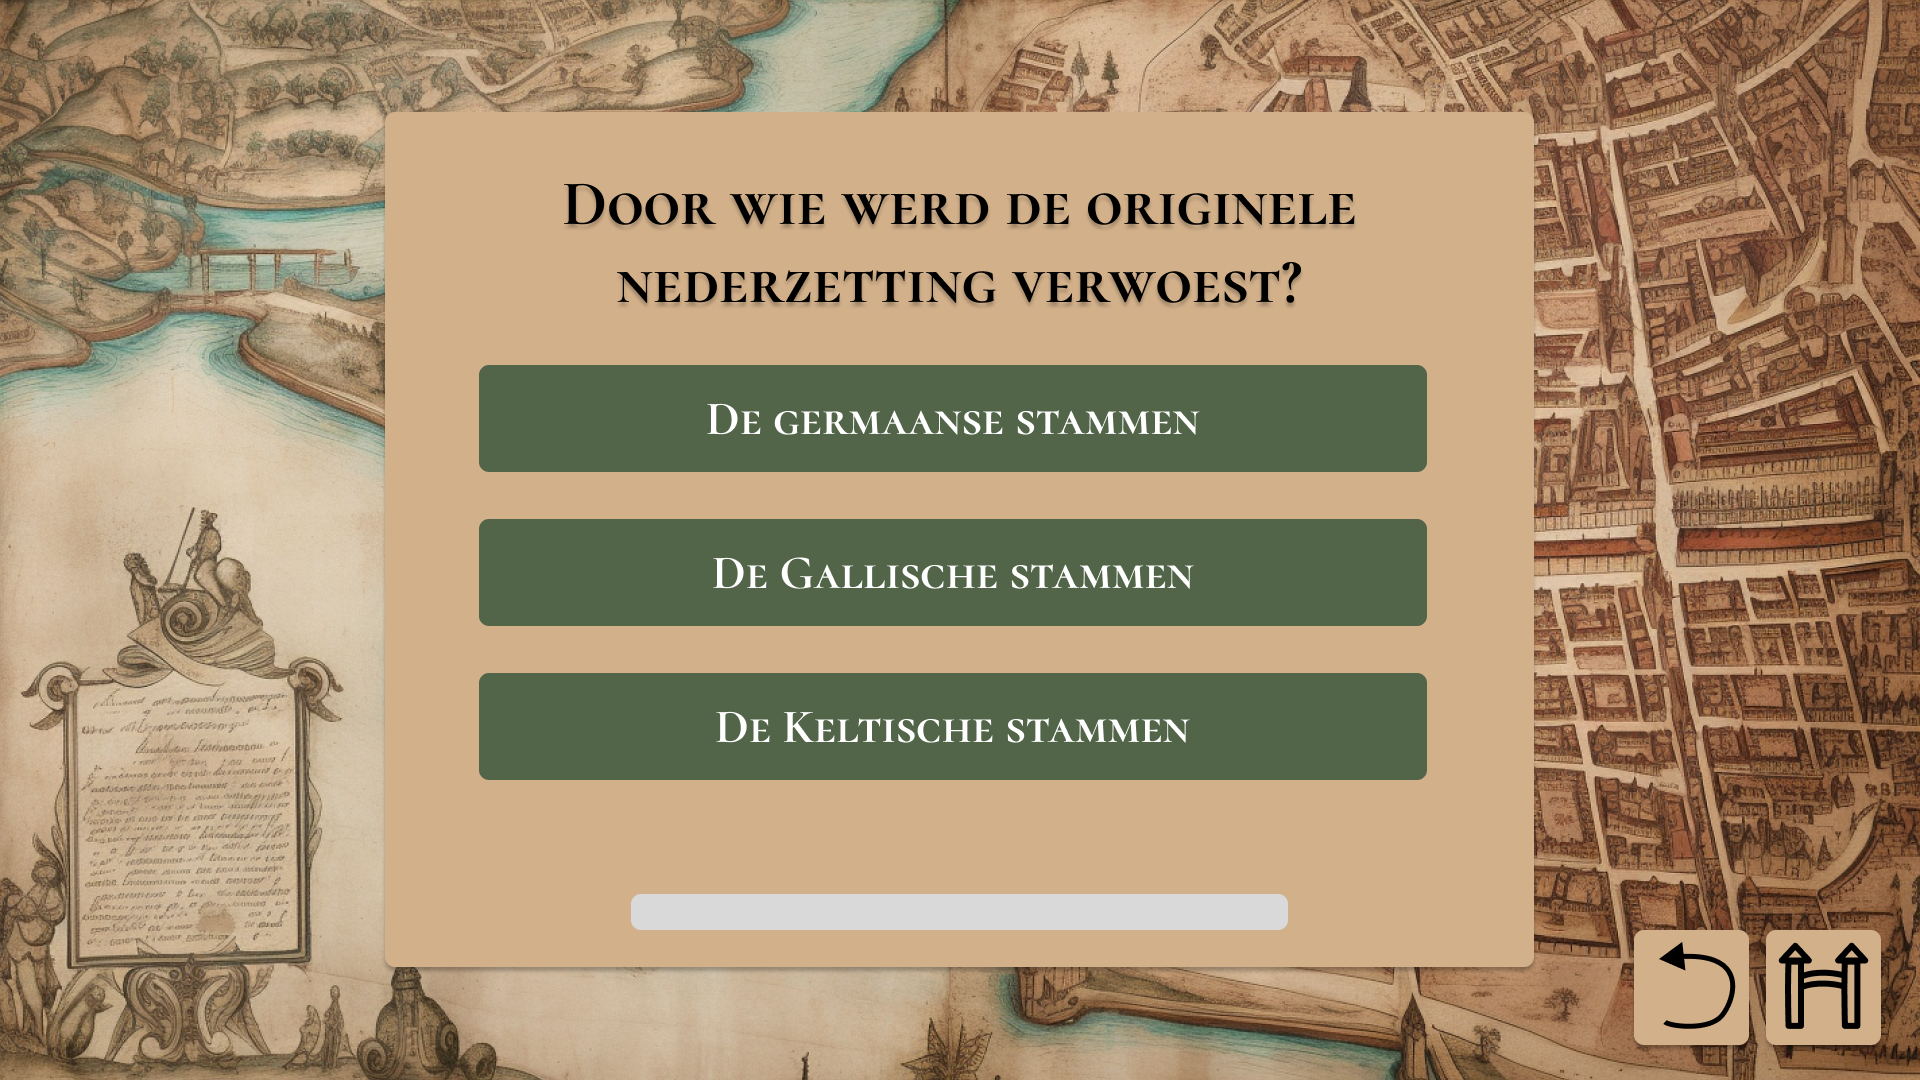 Door wie werd de originele
nederzetting verwoest?
De germaanse stammen
De Gallische stammen
De Keltische stammen